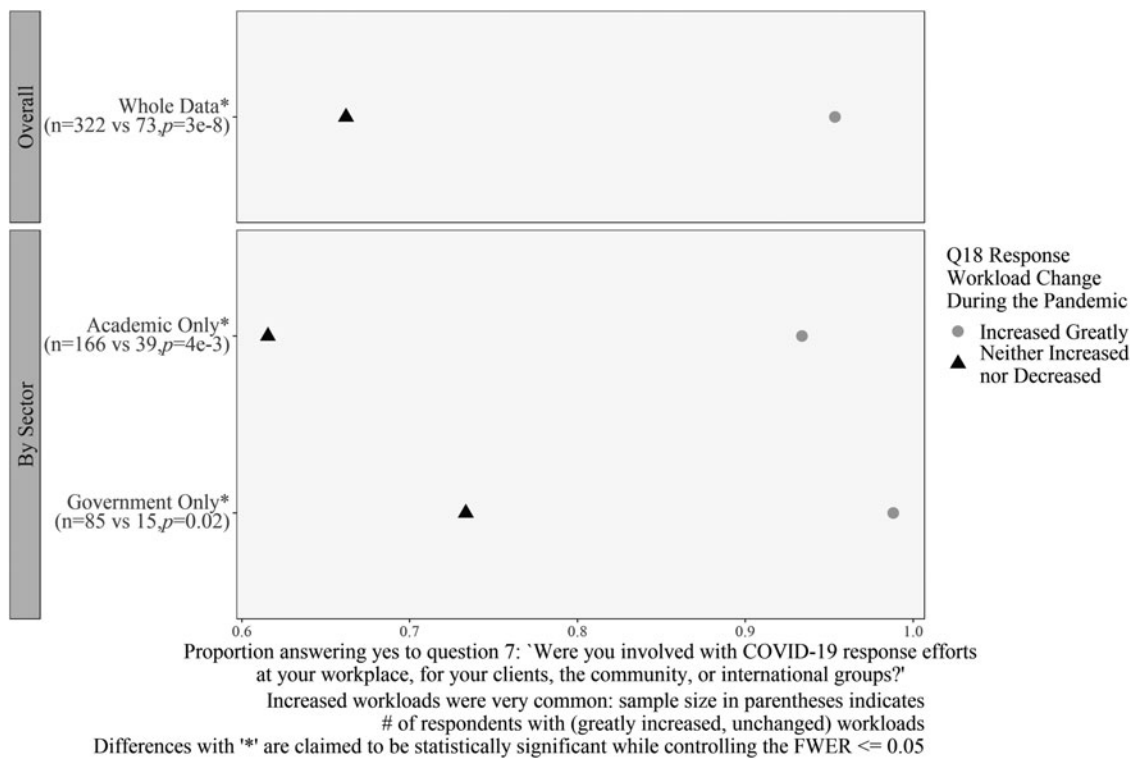 Overall
Whole Data*
(n=322 vs 73,p=3e-8)
By Sector
Academic Only*
(n=166 vs 39,p=4e-3)
Government Only*
(n=85 vs 15,p=0.02)
Q18 Response
Workload Change
During the Pandemic
Increased Greatly
Neither Increased
nor Decreased
0.6 0.7 0.8 0.9 1.0
Proportion answering yes to question 7: `Were you involved with COVID-19 response efforts
at your workplace, for your clients, the community, or international groups?'
Increased workloads were very common: sample size in parentheses indicates
# of respondents with (greatly increased, unchanged) workloads
Differences with '*' are claimed to be statistically significant while controlling the FWER <= 0.05